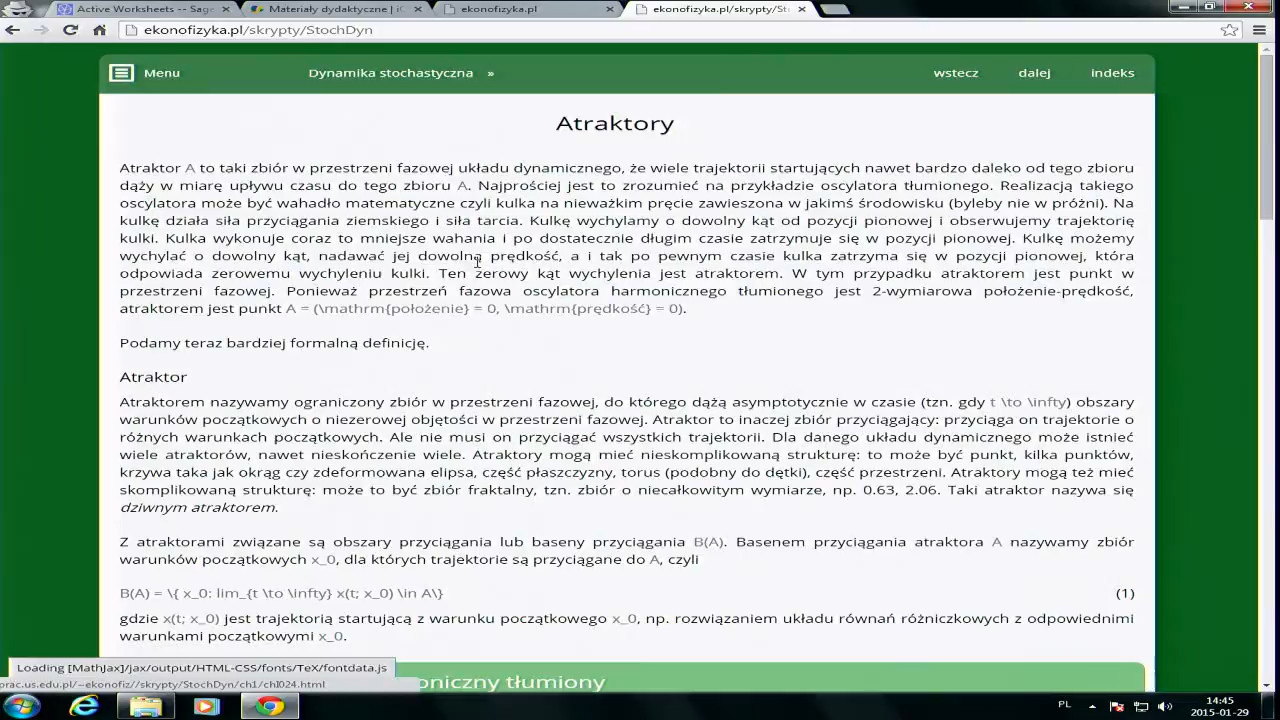 Active Worksheets -- Sage
Materiały dydaktyczne | i
ekonofizyka.pl
ekonofizyka.pl/skrypty/Sto
ekonofizyka.pl/skrypty/StochDyn
Menu
Dynamika stochastyczna »
wstecz dalej indeks
Atraktory
Atraktor A to taki zbiór w przestrzeni fazowej układu dynamicznego, że wiele trajektorii startujących nawet bardzo daleko od tego zbioru
dąży w miarę upływu czasu do tego zbioru A. Najprościej jest to zrozumieć na przykładzie oscylatora tłumionego. Realizacją takiego
oscylatora może być wahadło matematyczne czyli kulka na nieważkim pręcie zawieszona w jakimś środowisku (byleby nie w próżni). Na
kulkę działa siła przyciągania ziemskiego i siła tarcia. Kulkę wychylamy o dowolny kąt od pozycji pionowej i obserwujemy trajektorię
kulki. Kulka wykonuje coraz to mniejsze wahania i po dostatecznie długim czasie zatrzymuje się w pozycji pionowej. Kulkę możemy
wychylać o dowolny kąt, nadawać jej dowolną prędkość, a i tak po pewnym czasie kulka zatrzyma się w pozycji pionowej, która
odpowiada zerowemu wychyleniu kulki. Ten zerowy kąt wychylenia jest atraktorem. W tym przypadku atraktorem jest punkt w
przestrzeni fazowej. Ponieważ przestrzeń fazowa oscylatora harmonicznego tłumionego jest 2-wymiarowa położenie-prędkość,
atraktorem jest punkt A = (\mathrm{położenie} = 0, \mathrm{prędkość} = 0).
Podamy teraz bardziej formalną definicję.
Atraktor
Atraktorem nazywamy ograniczony zbiór w przestrzeni fazowej, do którego dążą asymptotycznie w czasie (tzn. gdy t \to \infty) obszary
warunków początkowych o niezerowej objętości w przestrzeni fazowej. Atraktor to inaczej zbiór przyciągający: przyciąga on trajektorie o
różnych warunkach początkowych. Ale nie musi on przyciągać wszystkich trajektorii. Dla danego układu dynamicznego może istnieć
wiele atraktorów, nawet nieskończenie wiele. Atraktory mogą mieć nieskomplikowaną strukturę: to może być punkt, kilka punktów,
krzywa taka jak okrąg czy zdeformowana elipsa, część płaszczyzny, torus (podobny do dętki), część przestrzeni. Atraktory mogą też mieć
skomplikowaną strukturę: może to być zbiór fraktalny, tzn. zbiór o niecałkowitym wymiarze, np. 0.63, 2.06. Taki atraktor nazywa się
dziwnym atraktorem.
Z atraktorami związane są obszary przyciągania lub baseny przyciągania B(A). Basenem przyciągania atraktora A nazywamy zbiór
warunków początkowych x_0, dla których trajektorie są przyciągane do A, czyli
B(A) = \{ x_0: lim_{t \to \infty} x(t; x_0) \in A\} (1)
gdzie x(t; x_0) jest trajektorią startującą z warunku początkowego x_0, np. rozwiązaniem układu równań różniczkowych z odpowiednimi
warunkami początkowymi x_0.
Loading [MathJax]/jax/output/HTML-CSS/fonts/TeX/fontdata.js
oniczny tłumiony
prac.us.edu.pl/~ekonofiz//skrypty/StochDyn/ch1/chI024.html
PL
14:45
2015-01-29